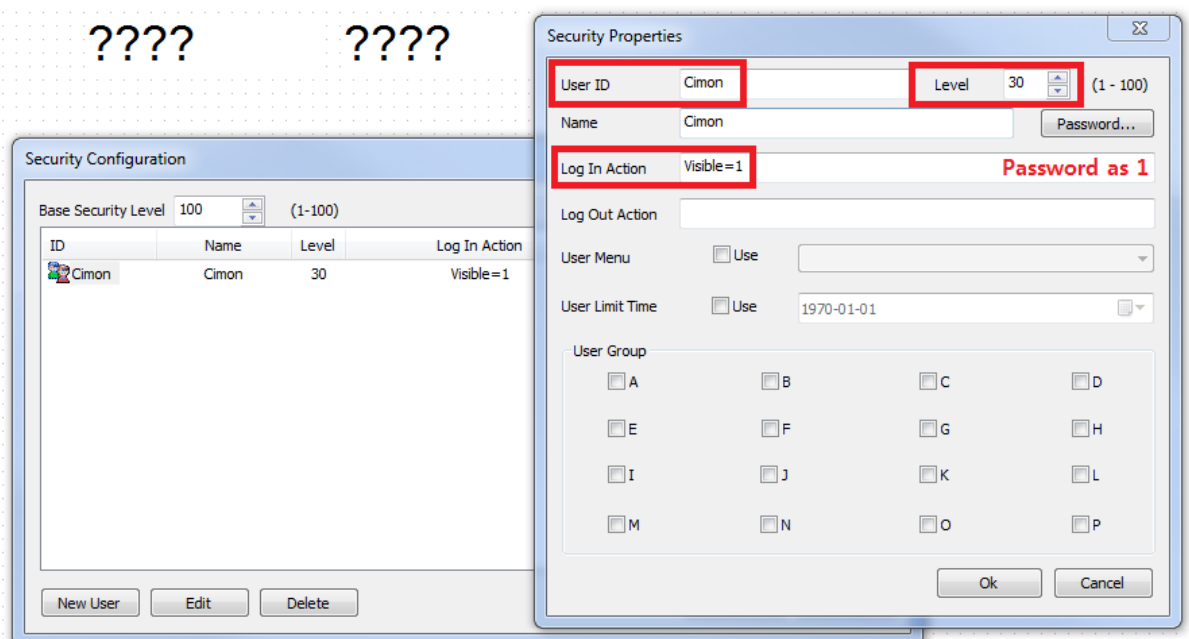 ???? ????
Security Configuration
Base Security Level 100 (1-100)
ID Name Level Log In Action
Cimon Cimon 30 Visible=1
New User Edit Delete
Security Properties
User ID Cimon Level 30 (1 - 100)
Name Cimon Password...
Log In Action Visible=1 Password as 1
Log Out Action
User Menu Use
User Limit Time Use 1970-01-01
User Group
A B C D
E F G H
I J K L
M N O P
Ok Cancel